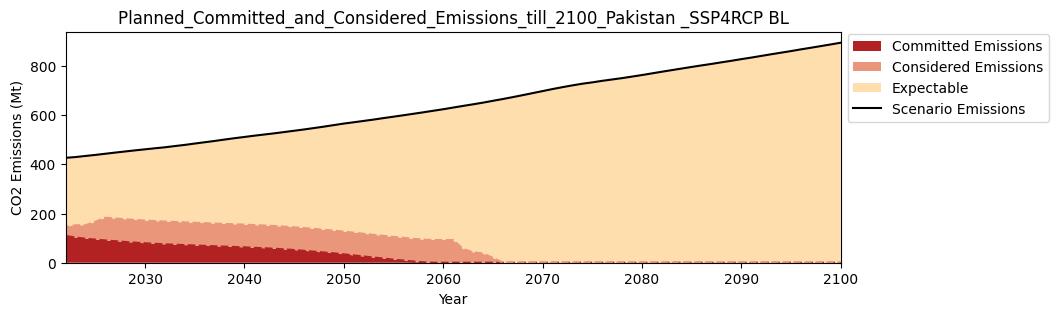 Planned_Committed_and_Considered_Emissions_till_2100_Pakistan _SSP4RCP BL
Committed Emissions
Considered Emissions
Expectable
Scenario Emissions
CO2 Emissions (Mt)
800
600
400
200
0
2030 2040 2050 2060 2070 2080 2090 2100
Year